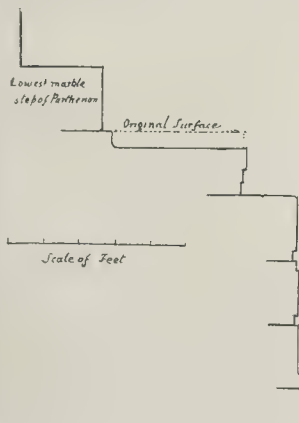 Lowest marble
step of Parthenon
Original Surface
Scale of Feet